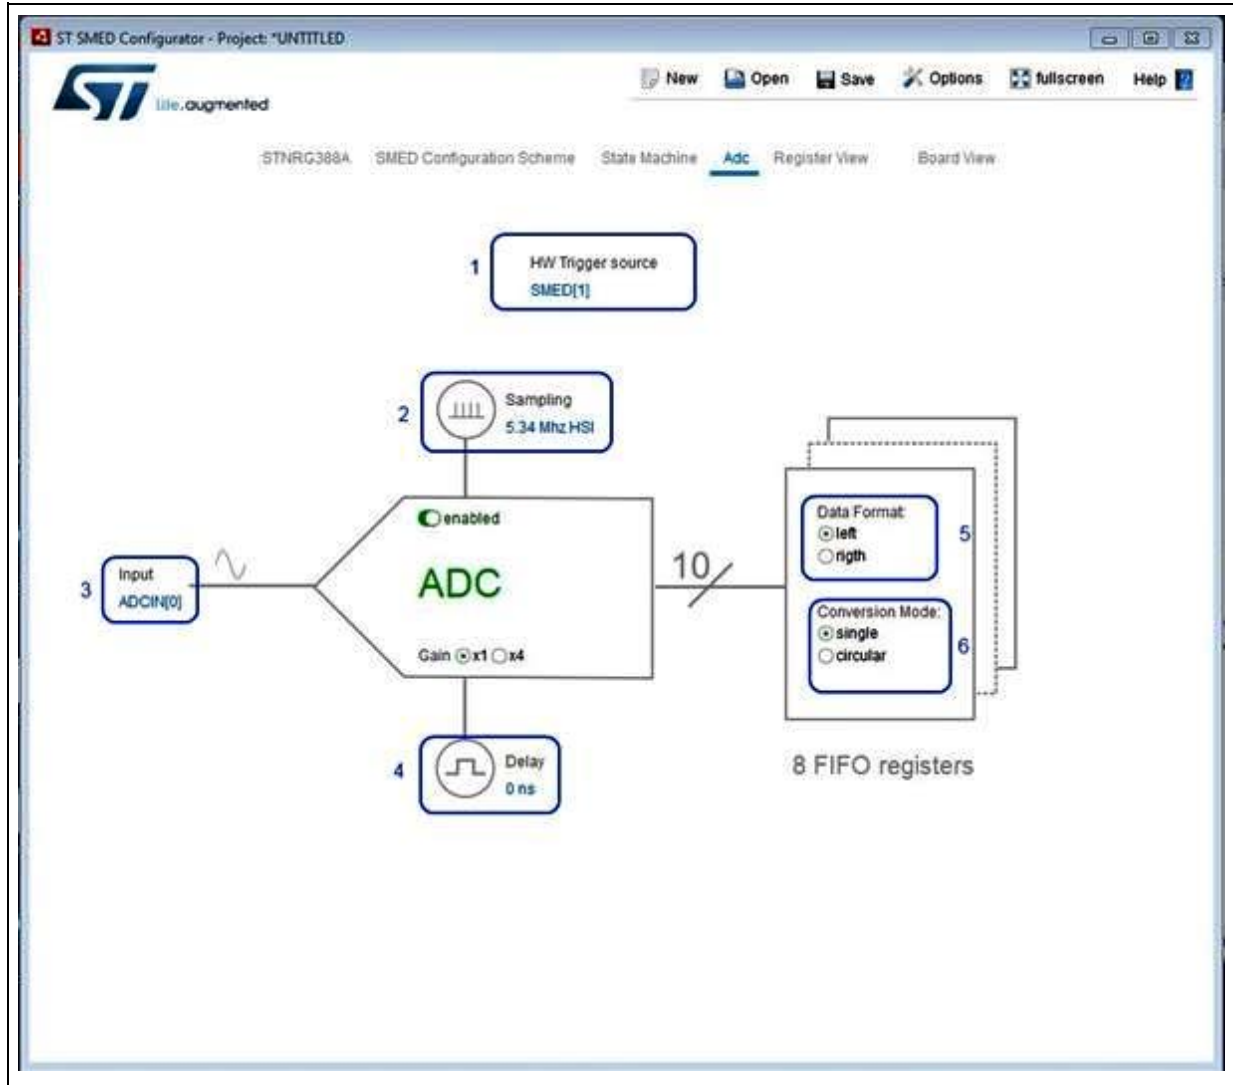 ST SMED Configurator - Project: *UNTITLED
life.augmented
New Open Save Options fullscreen Help ?
STNRG388A SMED Configuration Scheme State Machine Adc Register View Board View
1 HW Trigger source
SMED[1]
2 Sampling
5.34 Mhz HSI
enabled
ADC
Gain x1 x4
3 Input
ADCIN[0]
10
Data Format:
left
rigth
5
Conversion Mode:
single
circular
6
4 Delay
0 ns
8 FIFO registers